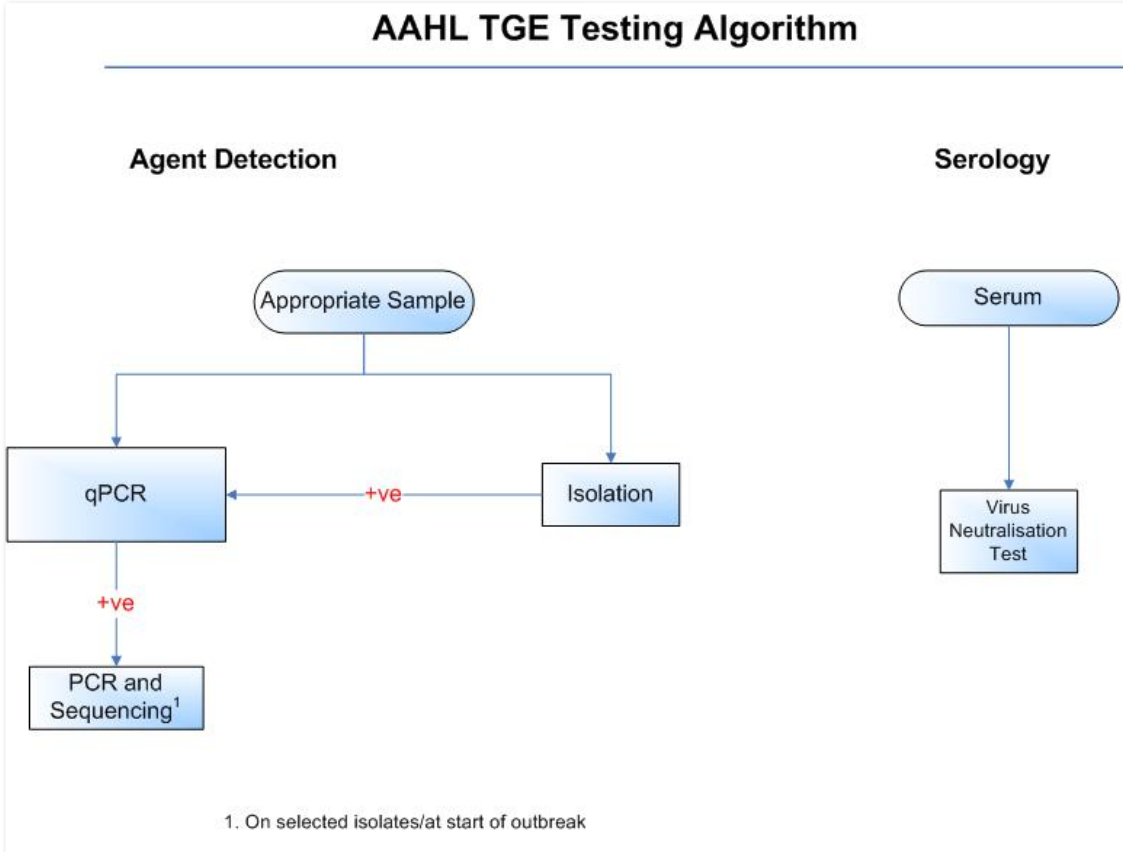 AAHL TGE Testing Algorithm
Agent Detection
Serology
Appropriate Sample
Serum
qPCR
+ve
Isolation
Virus
Neutralisation
Test
+ve
PCR and
Sequencing¹
1. On selected isolates/at start of outbreak